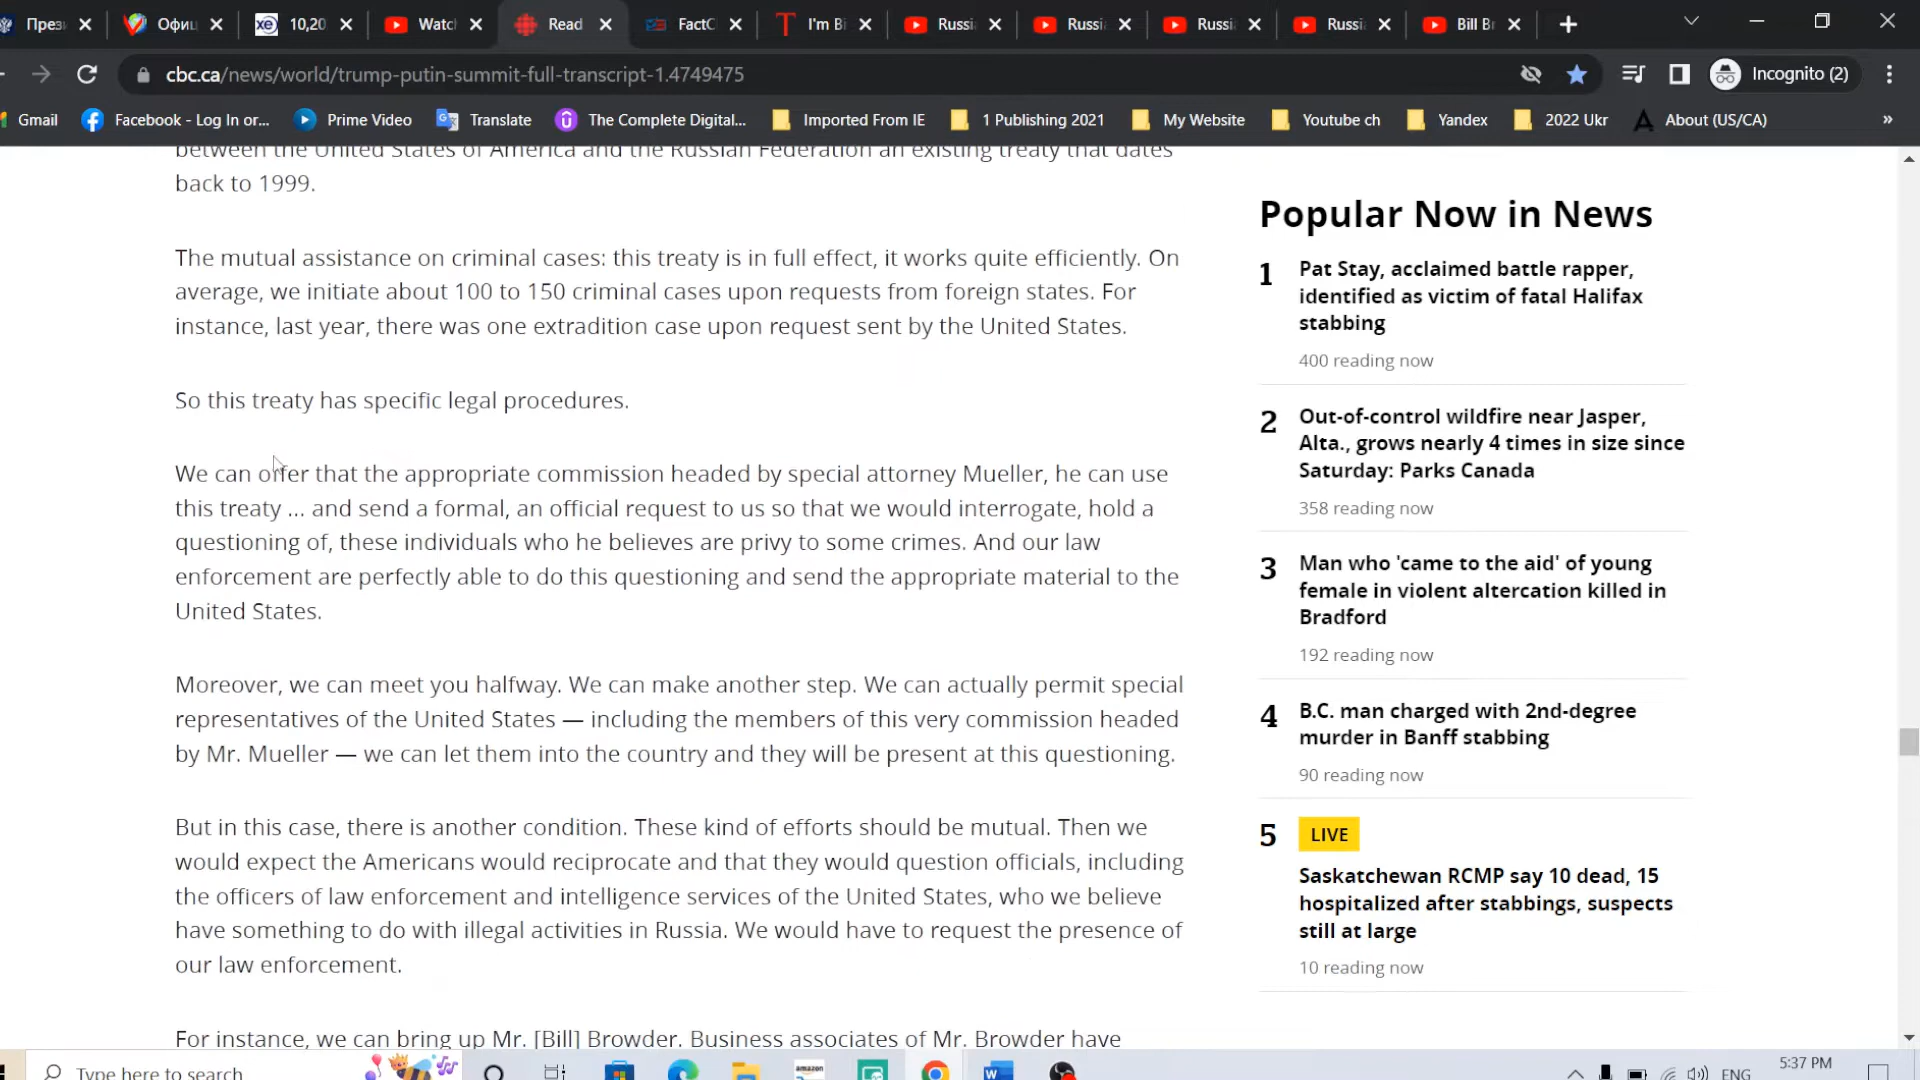 През
Офиц
xe 10,20
Watc
Read
FactC
I'm Bi
Russi
Russi
Russi
Russi
Bill Br
cbc.ca/news/world/trump-putin-summit-full-transcript-1.4749475
Incognito (2)
Gmail
Facebook - Log In or...
Prime Video
Translate
The Complete Digital...
Imported From IE
1 Publishing 2021
My Website
Youtube ch
Yandex
2022 Ukr
About (US/CA)
»
between the United States of America and the Russian Federation an existing treaty that dates
back to 1999.
The mutual assistance on criminal cases: this treaty is in full effect, it works quite efficiently. On
average, we initiate about 100 to 150 criminal cases upon requests from foreign states. For
instance, last year, there was one extradition case upon request sent by the United States.
So this treaty has specific legal procedures.
We can offer that the appropriate commission headed by special attorney Mueller, he can use
this treaty ... and send a formal, an official request to us so that we would interrogate, hold a
questioning of, these individuals who he believes are privy to some crimes. And our law
enforcement are perfectly able to do this questioning and send the appropriate material to the
United States.
Moreover, we can meet you halfway. We can make another step. We can actually permit special
representatives of the United States — including the members of this very commission headed
by Mr. Mueller — we can let them into the country and they will be present at this questioning.
But in this case, there is another condition. These kind of efforts should be mutual. Then we
would expect the Americans would reciprocate and that they would question officials, including
the officers of law enforcement and intelligence services of the United States, who we believe
have something to do with illegal activities in Russia. We would have to request the presence of
our law enforcement.
For instance, we can bring up Mr. [Bill] Browder. Business associates of Mr. Browder have
Popular Now in News
1 Pat Stay, acclaimed battle rapper,
identified as victim of fatal Halifax
stabbing
400 reading now
2 Out-of-control wildfire near Jasper,
Alta., grows nearly 4 times in size since
Saturday: Parks Canada
358 reading now
3 Man who 'came to the aid' of young
female in violent altercation killed in
Bradford
192 reading now
4 B.C. man charged with 2nd-degree
murder in Banff stabbing
90 reading now
5 LIVE
Saskatchewan RCMP say 10 dead, 15
hospitalized after stabbings, suspects
still at large
10 reading now
Type here to search
amazon
W
ENG
5:37 PM